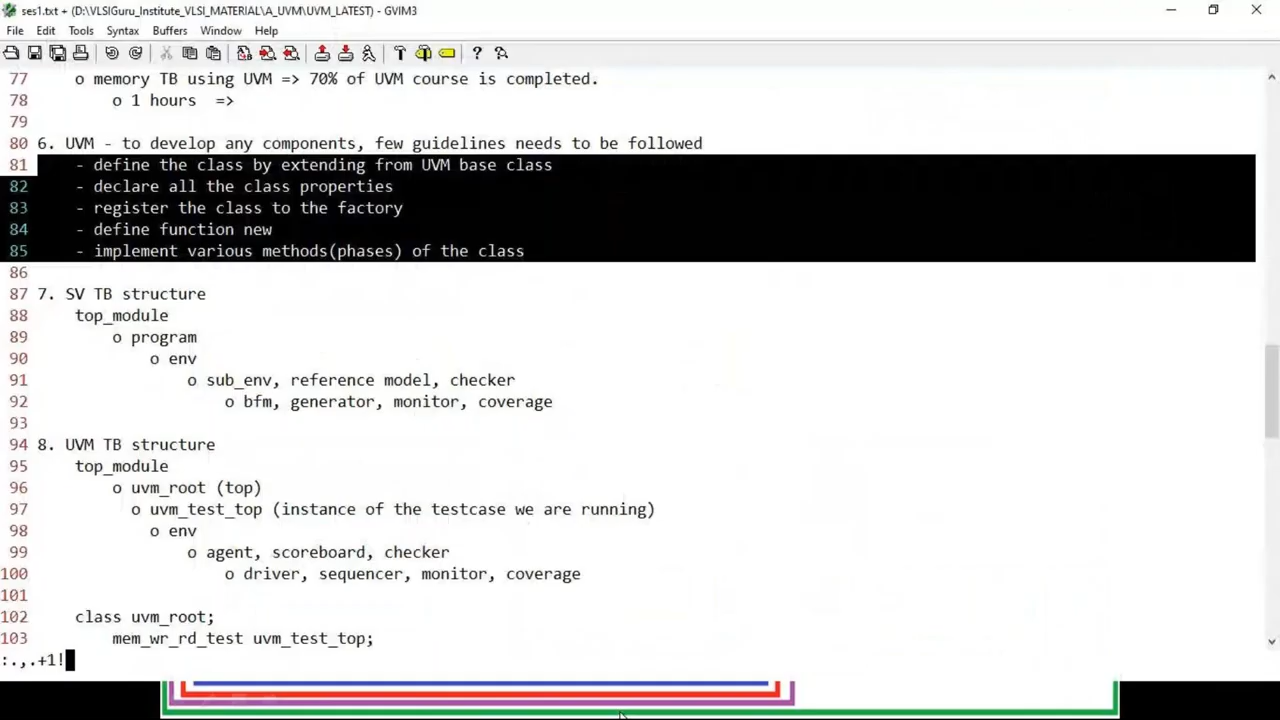 ses1.txt + (D:\VLSIGuru_Institute_VLSI_MATERIAL\A_UVM\UVM_LATEST) - GVIM3
File Edit Tools Syntax Buffers Window Help
77 o memory TB using UVM => 70% of UVM course is completed.
78 o 1 hours =>
79
80 6. UVM - to develop any components, few guidelines needs to be followed
81 - define the class by extending from UVM base class
82 - declare all the class properties
83 - register the class to the factory
84 - define function new
85 - implement various methods(phases) of the class
86
87 7. SV TB structure
88 top_module
89 o program
90 o env
91 o sub_env, reference model, checker
92 o bfm, generator, monitor, coverage
93
94 8. UVM TB structure
95 top_module
96 o uvm_root (top)
97 o uvm_test_top (instance of the testcase we are running)
98 o env
99 o agent, scoreboard, checker
100 o driver, sequencer, monitor, coverage
101
102 class uvm_root;
103 mem_wr_rd_test uvm_test_top;
:.,.+1!